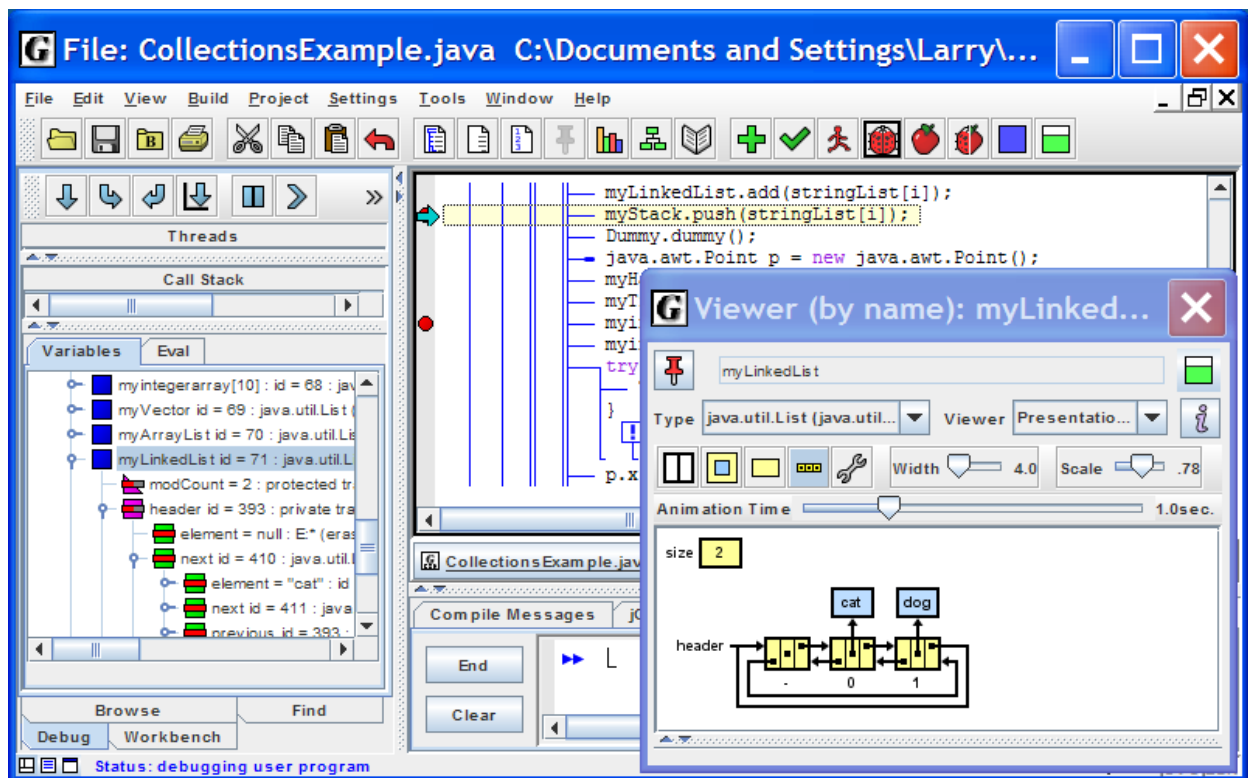 G File: CollectionsExample.java C:\Documents and Settings\Larry\...
File Edit View Build Project Settings Tools Window Help
B
»
Threads
Call Stack
Variables Eval
myintegerarray[10] : id = 68 : jav
myVector id = 69 : java.util.List (
myArrayList id = 70 : java.util.Lis
myLinkedList id = 71 : java.util.L
modCount = 2 : protected tr
header id = 393 : private tra
element = null : E:* (eras
next id = 410 : java.util.l
element = "cat" : id
next id = 411 : java
previous id = 393 :
Browse Find
Debug Workbench
Status: debugging user program
myLinkedList.add(stringList[i]);
myStack.push(stringList[i]);
Dummy.dummy();
java.awt.Point p = new java.awt.Point();
myH
myT
myi
myi
try
}
p.x
CollectionsExample.jav
Compile Messages
End
Clear
G Viewer (by name): myLinked...
myLinkedList
Type java.util.List (java.util... Viewer Presentatio... i
Width 4.0 Scale .78
Animation Time 1.0sec.
size 2
cat dog
header
- 0 1